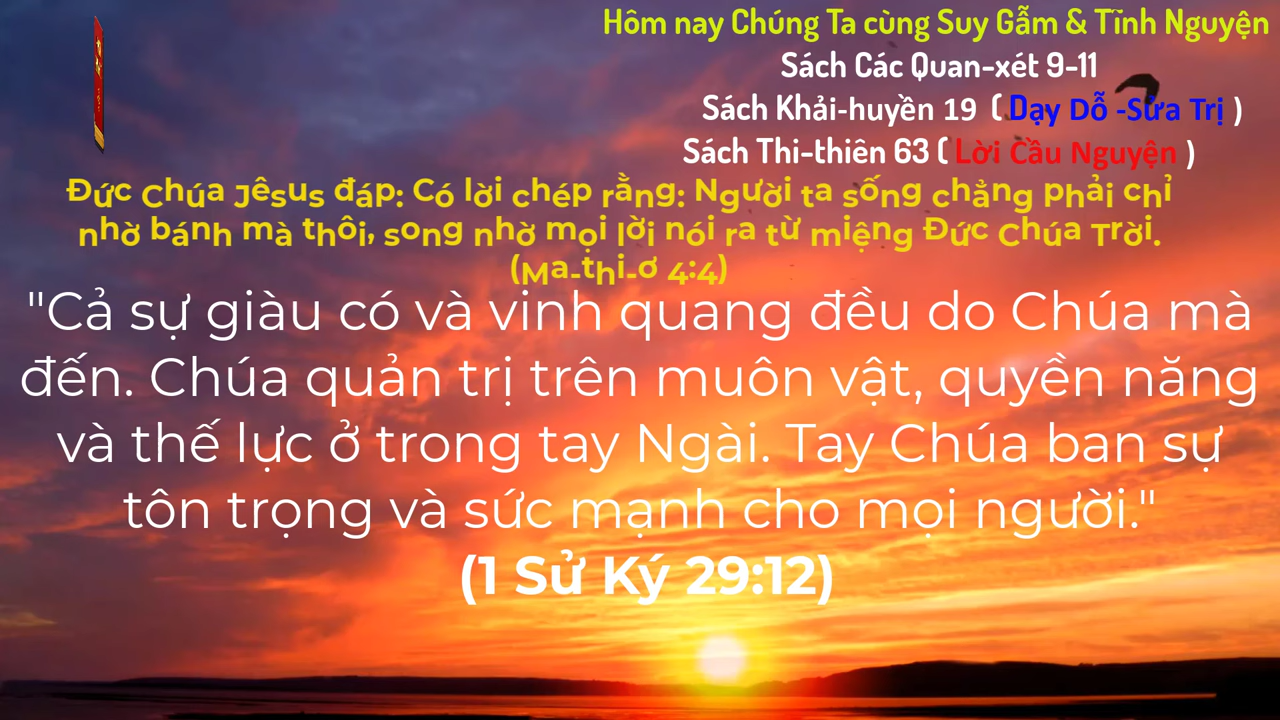 Hôm nay Chúng Ta cùng Suy Gẫm & Tĩnh Nguyện
Sách Các Quan-xét 9-11
Sách Khải-huyền 19 ( Dạy Dỗ -Sửa Trị )
Sách Thi-thiên 63 ( Lời Cầu Nguyện )
Đức Chúa Jêsus đáp: Có lời chép rằng: Người ta sống chẳng phải chỉ
nhờ bánh mà thôi, song nhờ mọi lời nói ra từ miệng Đức Chúa Trời.
(Ma-thi-ơ 4:4)
"Cả sự giàu có và vinh quang đều do Chúa mà
đến. Chúa quản trị trên muôn vật, quyền năng
và thế lực ở trong tay Ngài. Tay Chúa ban sự
tôn trọng và sức mạnh cho mọi người."
(1 Sử Ký 29:12)